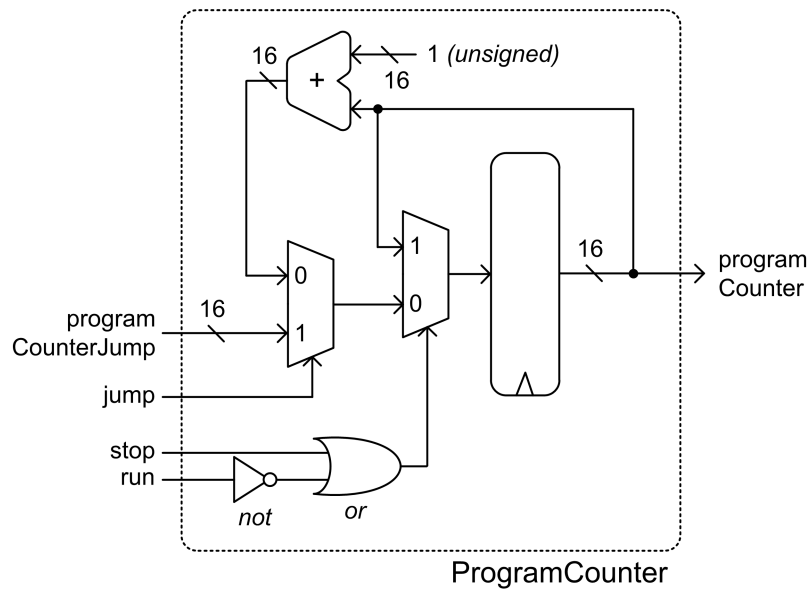 16
1 (unsigned)
+
16
1
16
program
Counter
0
16
0
program
CounterJump
1
jump
stop
run
not
or
ProgramCounter